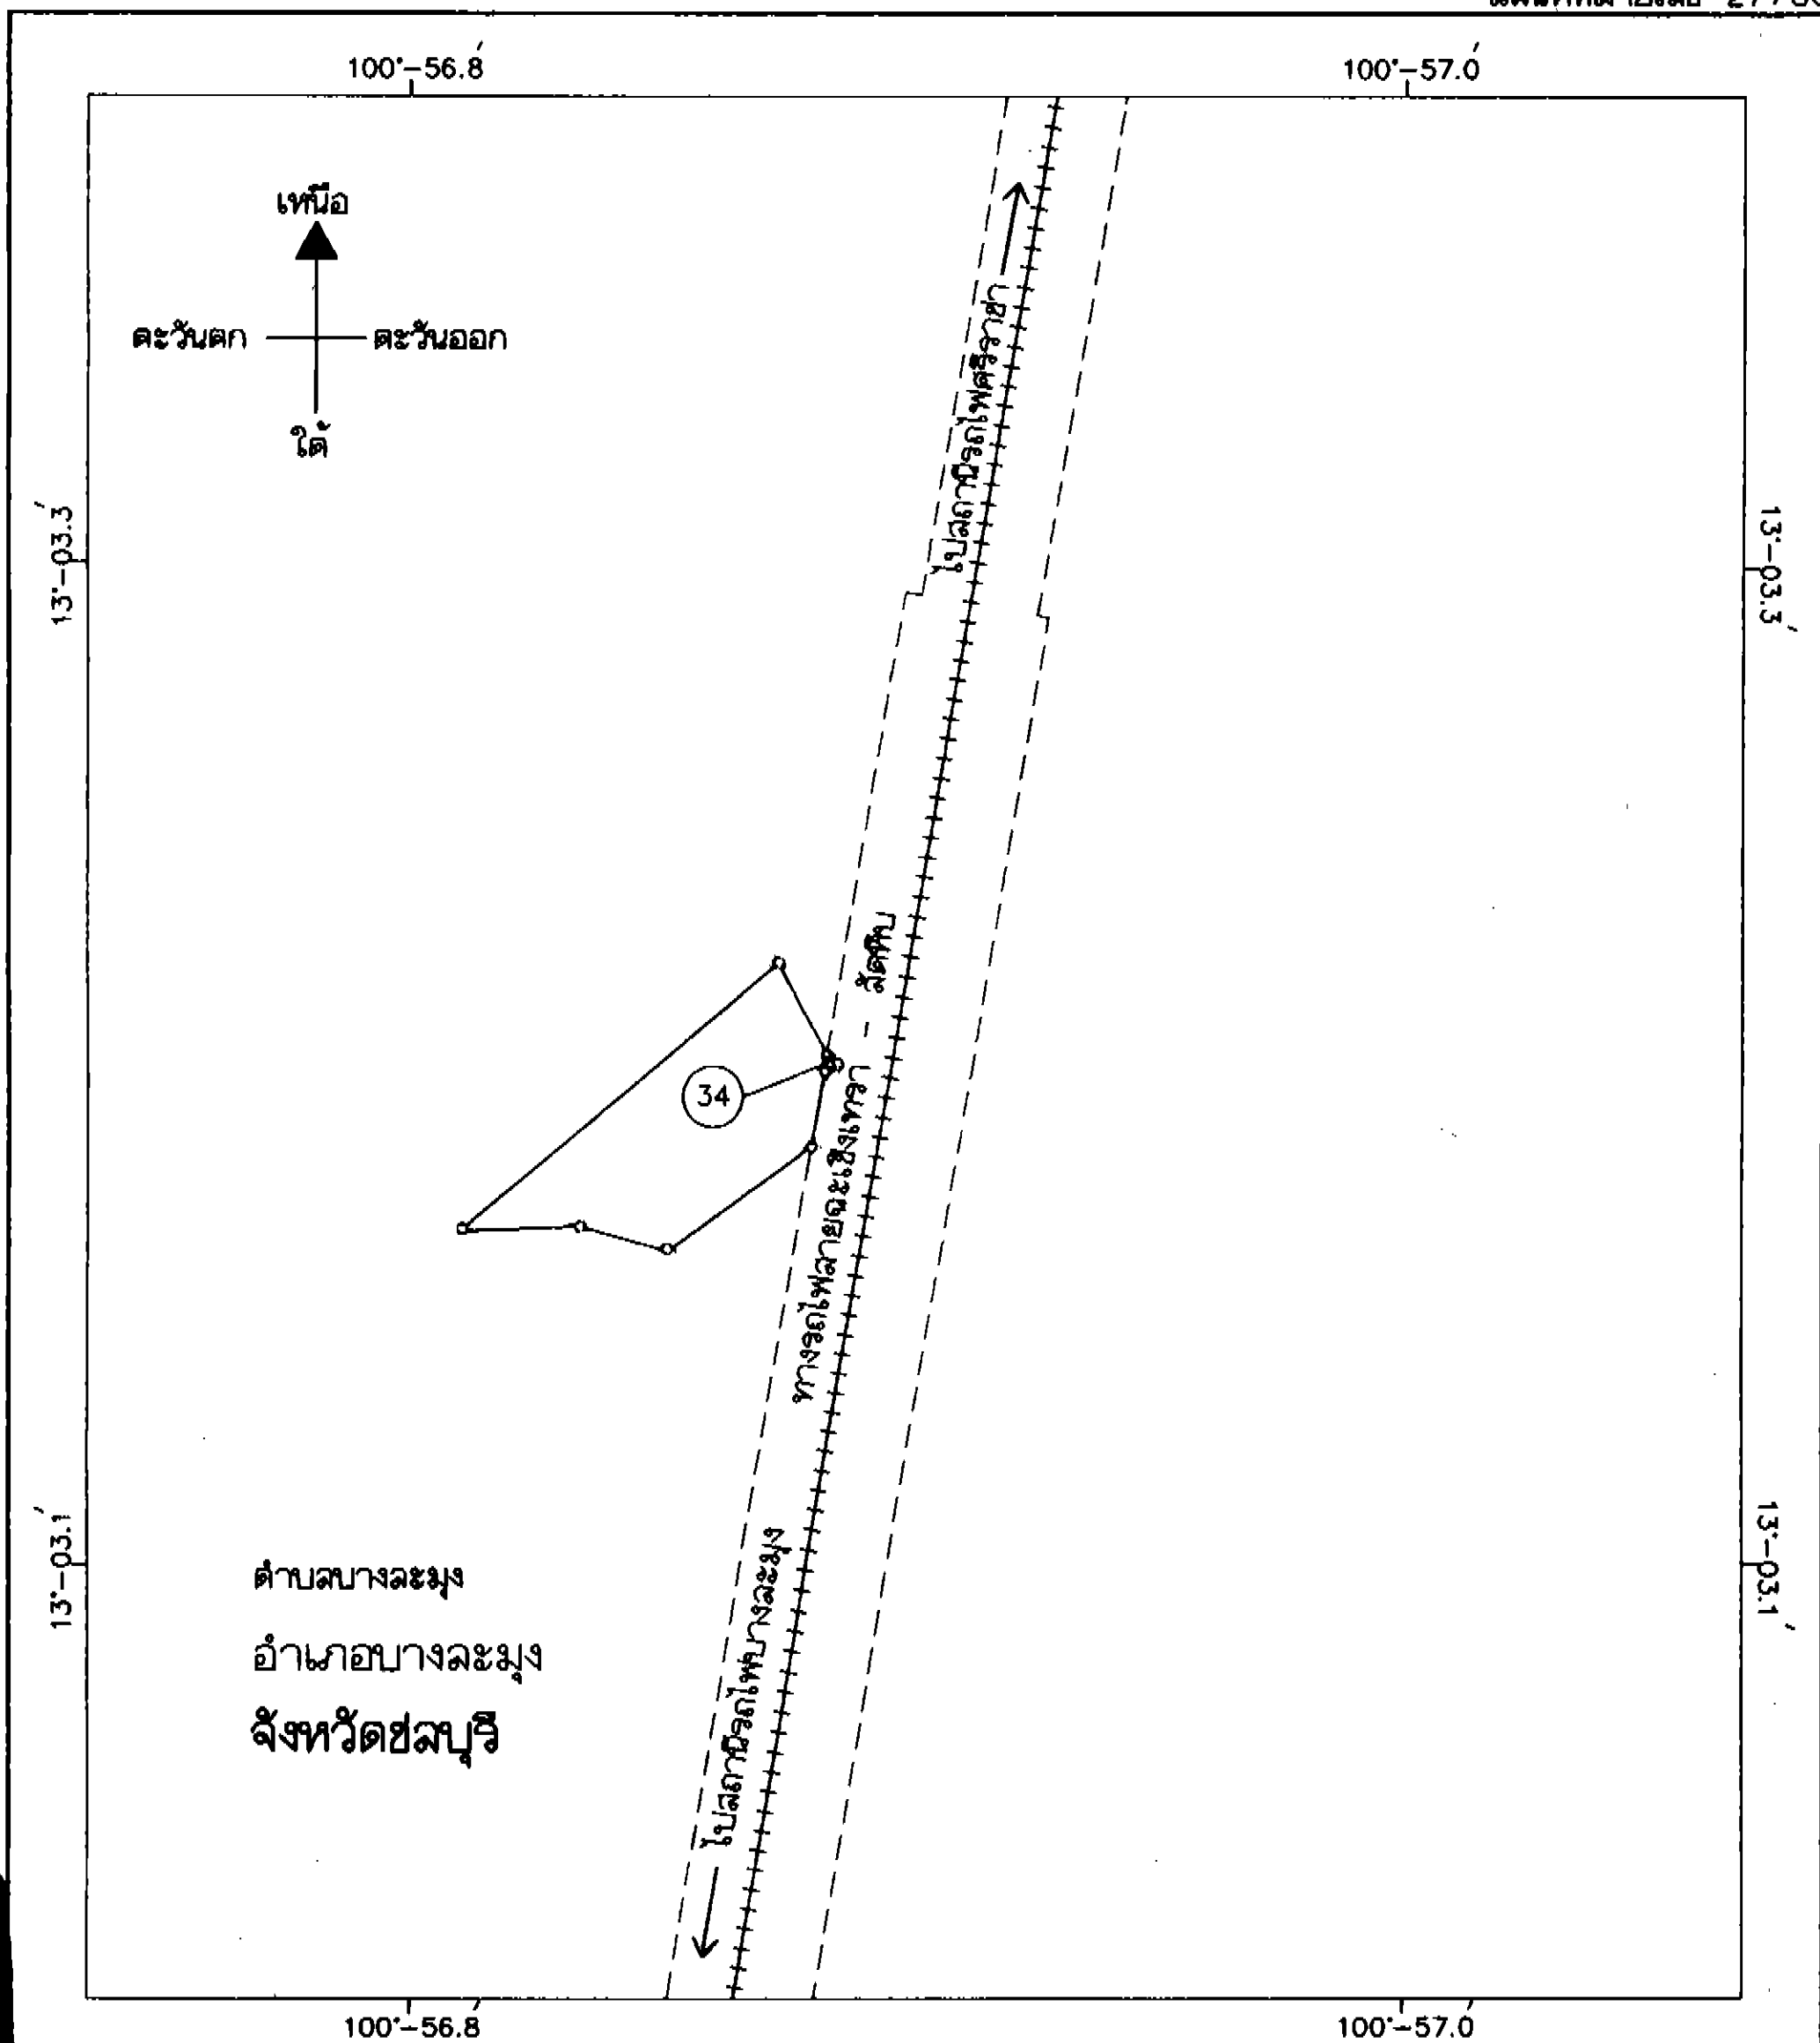 100°-56.8'
100°-57.0'
เหนือ
ตะวันตก
ตะวันออก
ใต้
13°-03.3'
13°-03.3'
ไปสถานีรถไฟศรีราชา
34
ทางรถไฟสายฉะเชิงเทรา - สัตหีบ
13°-03.1'
13°-03.1'
ตำบลบางละมุง
อำเภอบางละมุง
จังหวัดชลบุรี
ไปสถานีรถไฟบางละมุง
100°-56.8'
100°-57.0'